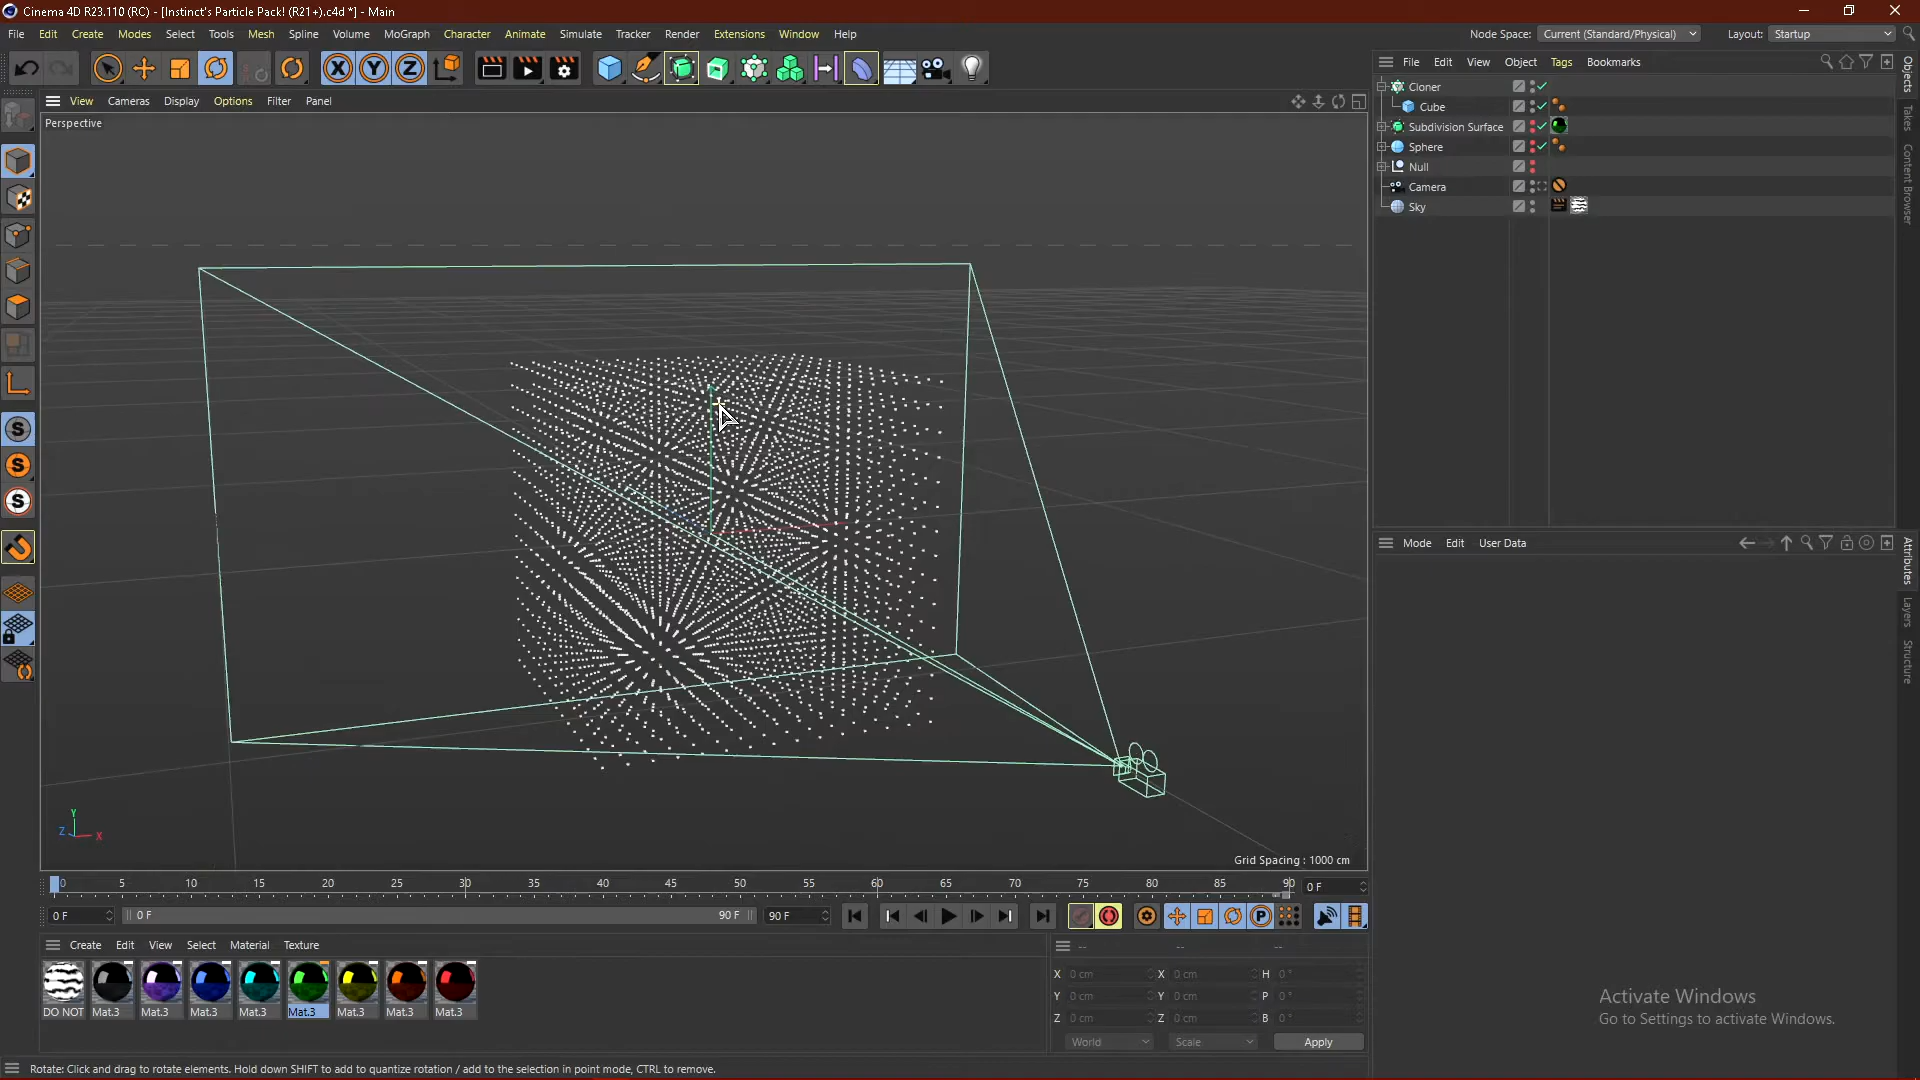 Cinema 4D R23.110 (RC) - [Instinct's Particle Pack! (R21+).c4d *] - Main
File Edit Create Modes Select Tools Mesh Spline Volume MoGraph Character Animate Simulate Tracker Render Extensions Window Help
Node Space: Current (Standard/Physical) Layout: Startup
X Y Z
File Edit View Object Tags Bookmarks
View Cameras Display Options Filter Panel
Perspective
Cloner
Cube
Subdivision Surface
Sphere
Null
Camera
Sky
Objects
Takes
Content Browser
S
S
S
Mode Edit User Data
Attributes
Layers
Structure
Y
Z X
Grid Spacing : 1000 cm
0 5 10 15 20 25 30 35 40 45 50 55 60 65 70 75 80 85 90 0 F
0 F 0 F 90 F 90 F P
Create Edit View Select Material Texture
-- -- --
X 0 cm X 0 cm H 0 °
Y 0 cm Y 0 cm P 0 °
Z 0 cm Z 0 cm B 0 °
World Scale Apply
DO NOT Mat.3 Mat.3 Mat.3 Mat.3 Mat.3 Mat.3 Mat.3 Mat.3
Activate Windows
Go to Settings to activate Windows.
Rotate: Click and drag to rotate elements. Hold down SHIFT to add to quantize rotation / add to the selection in point mode, CTRL to remove.